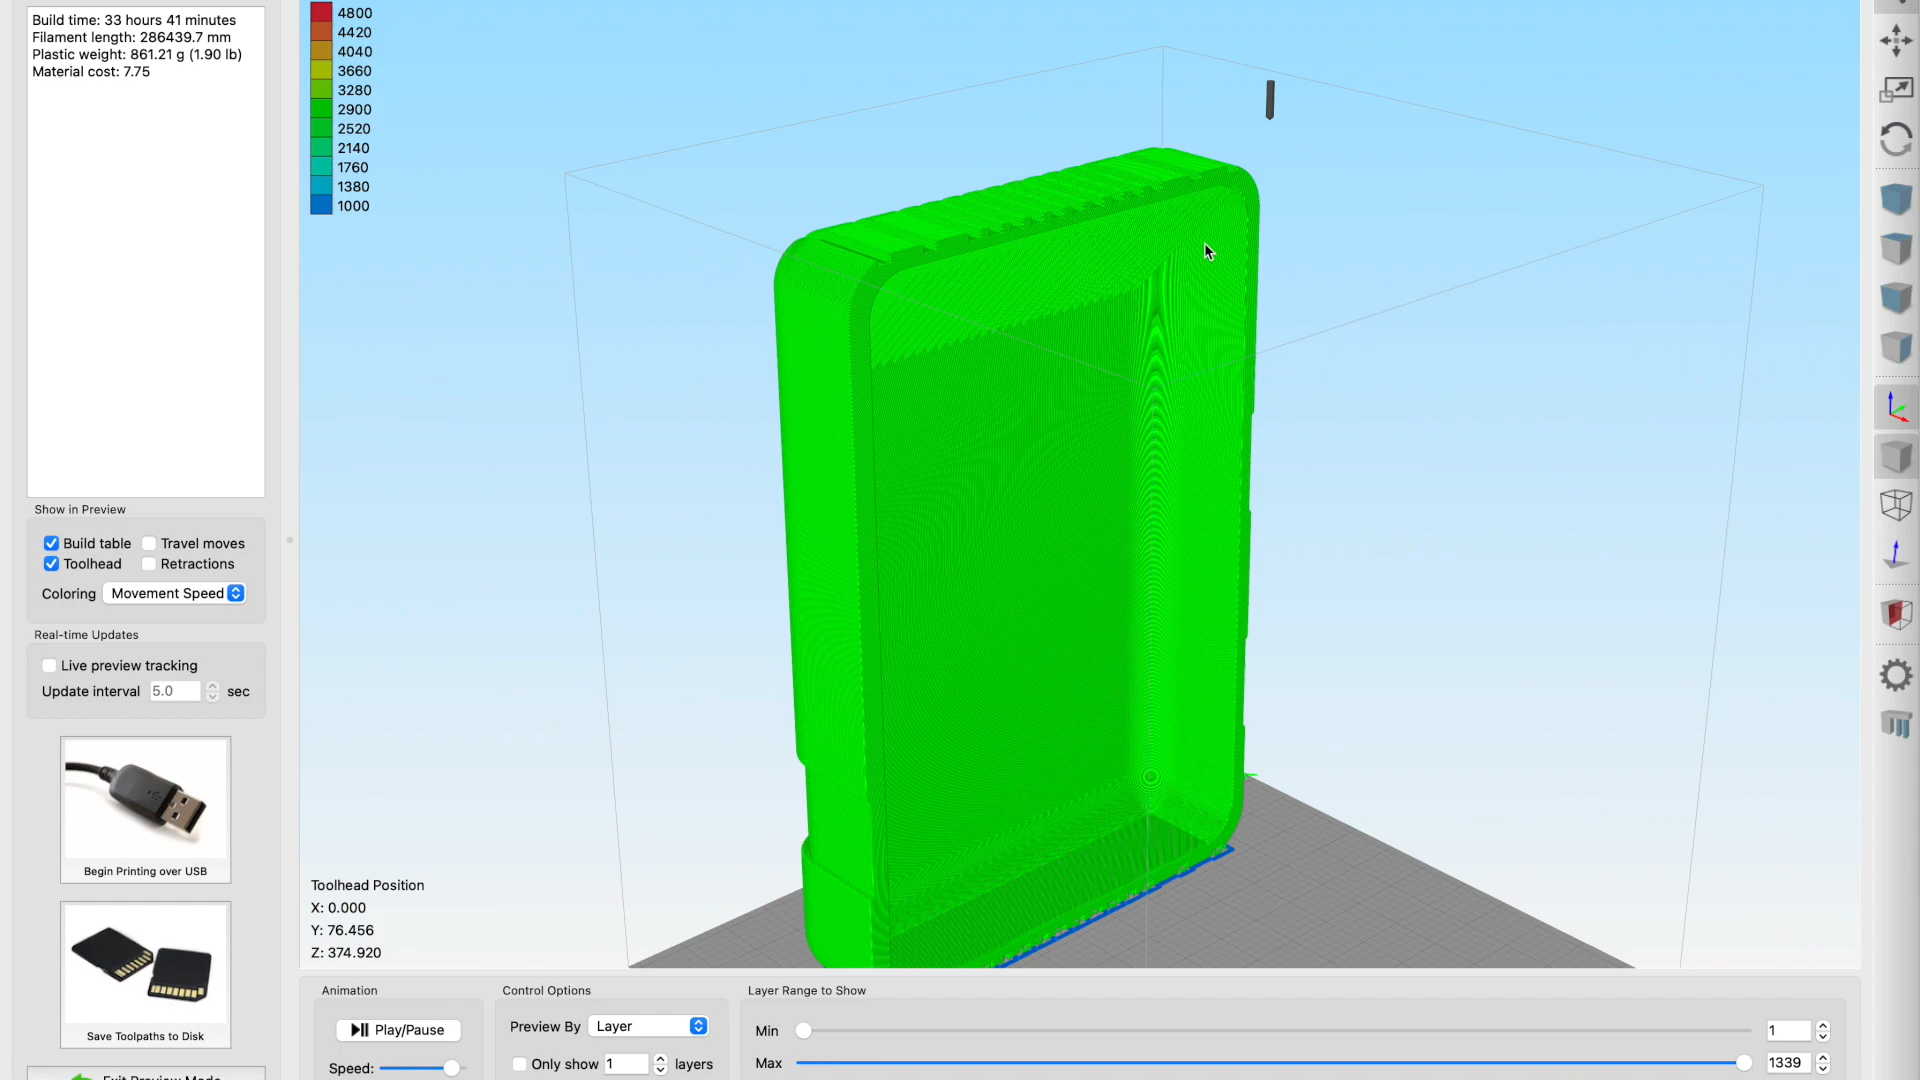 Build time: 33 hours 41 minutes
Filament length: 286439.7 mm
Plastic weight: 861.21 g (1.90 lb)
Material cost: 7.75
4800
4420
4040
3660
3280
2900
2520
2140
1760
1380
1000
Show in Preview
Build table
Travel moves
Toolhead
Retractions
Coloring Movement Speed
Real-time Updates
Live preview tracking
Update interval 5.0 sec
Begin Printing over USB
Save Toolpaths to Disk
Exit Preview Mode
Toolhead Position
X: 0.000
Y: 76.456
Z: 374.920
Animation
Play/Pause
Speed:
Control Options
Preview By Layer
Only show 1 layers
Layer Range to Show
Min 1
Max 1339